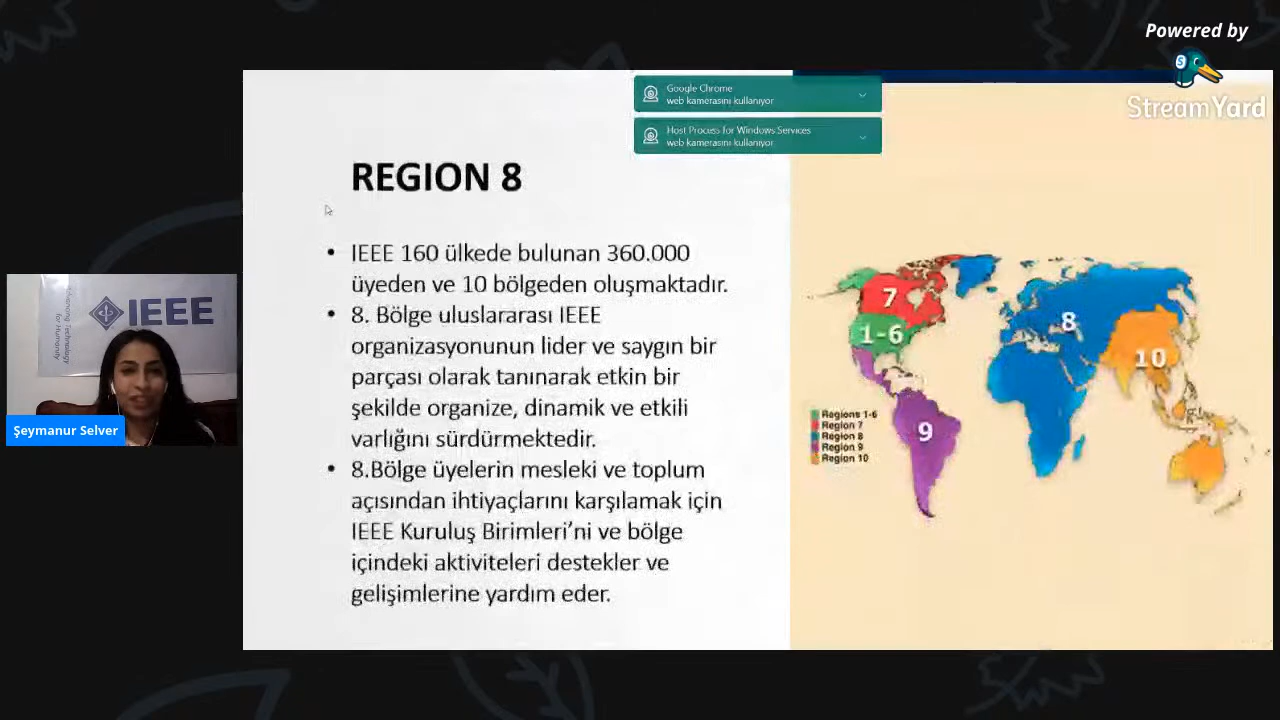 Powered by
StreamYard
Google Chrome
web kamerasını kullanıyor
Host Process for Windows Services
web kamerasını kullanıyor
REGION 8
• IEEE 160 ülkede bulunan 360.000
üyeden ve 10 bölgeden oluşmaktadır.
• 8. Bölge uluslararası IEEE
organizasyonunun lider ve saygın bir
parçası olarak tanınarak etkin bir
şekilde organize, dinamik ve etkili
varlığını sürdürmektedir.
• 8.Bölge üyelerin mesleki ve toplum
açısından ihtiyaçlarını karşılamak için
IEEE Kuruluş Birimleri’ni ve bölge
içindeki aktiviteleri destekler ve
gelişimlerine yardım eder.
7
1-6
8
10
9
Regions 1-6
Region 7
Region 8
Region 9
Region 10
IEEE
Advancing Technology
for Humanity
Şeymanur Selver